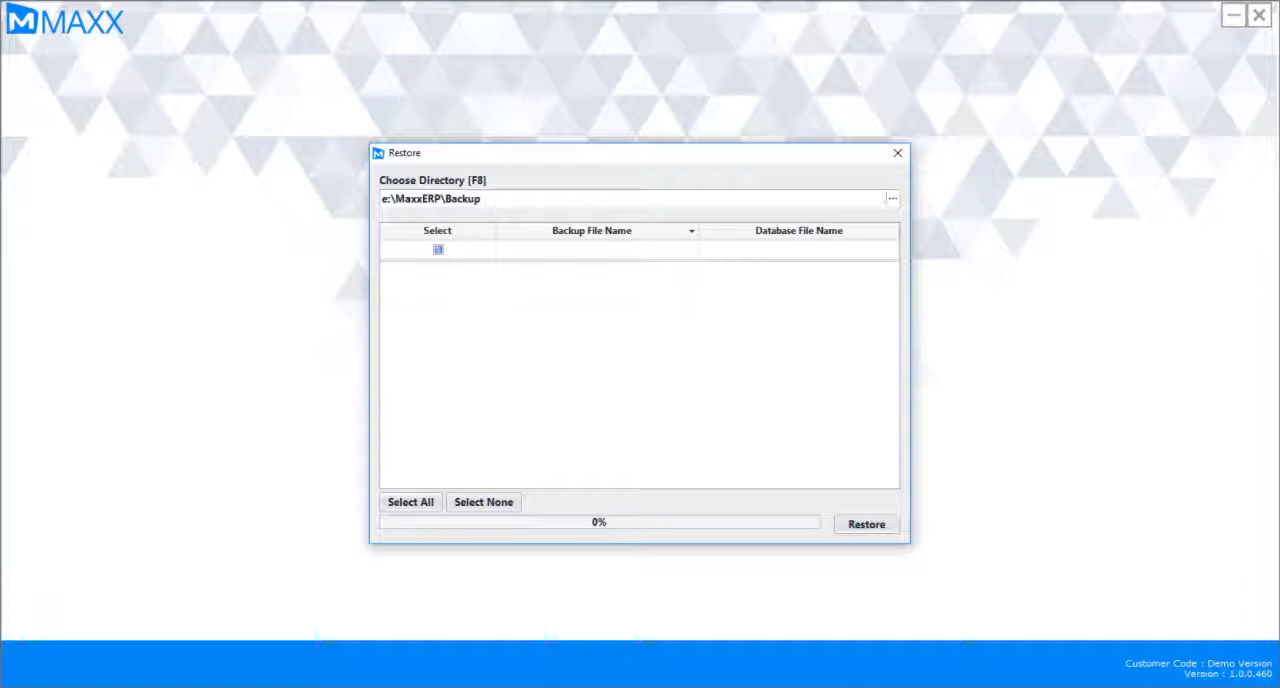 MAXX
Restore
Choose Directory [F8]
e:\MaxxERP\Backup
...
Select Backup File Name Database File Name
Select All Select None
0%
Restore
Customer Code : Demo Version
Version : 1.0.0.460